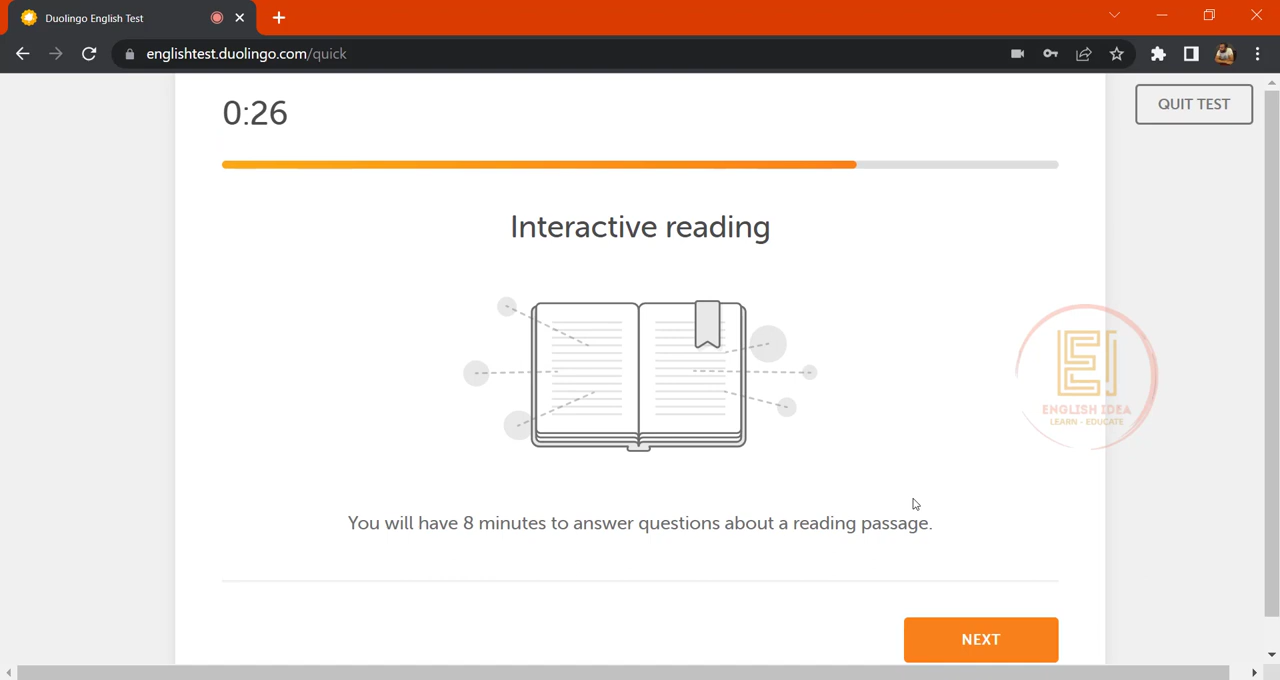 Duolingo English Test
englishtest.duolingo.com/quick
QUIT TEST
0:26
Interactive reading
ENGLISH IDEA
LEARN - EDUCATE
You will have 8 minutes to answer questions about a reading passage.
NEXT